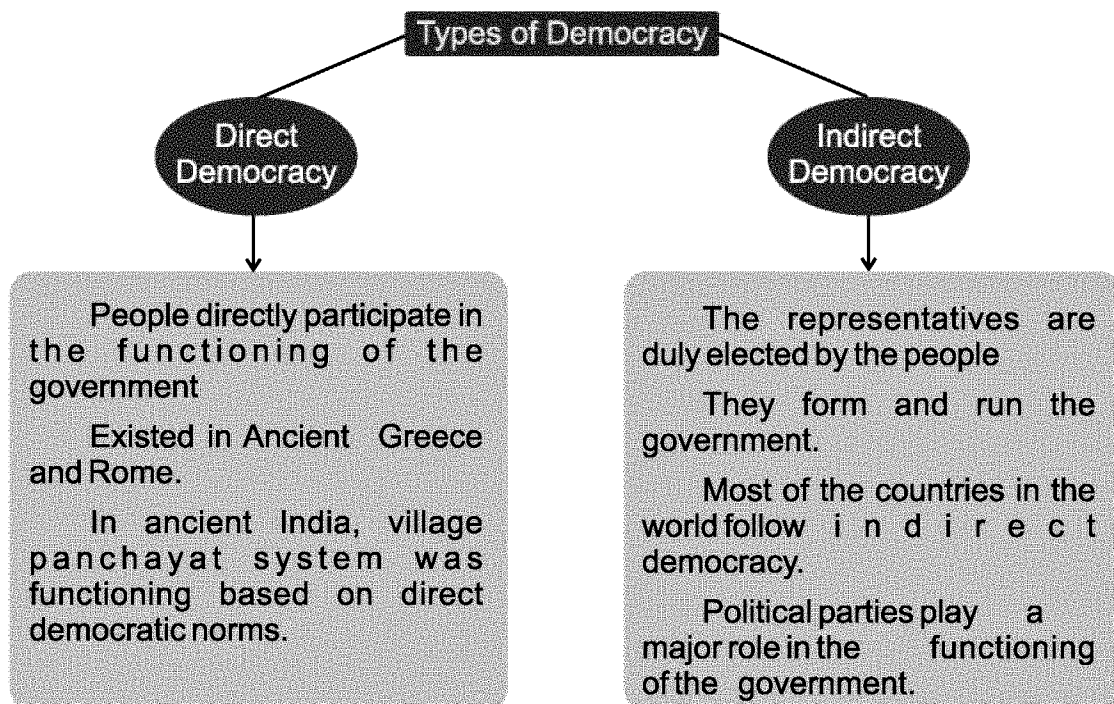 Types of Democracy
Direct
Democracy
People directly participate in
the functioning of the
government
Existed in Ancient Greece
and Rome.
In ancient India, village
panchayat system was
functioning based on direct
democratic norms.
Indirect
Democracy
The representatives are
duly elected by the people
They form and run the
government.
Most of the countries in the
world follow indirect
democracy.
Political parties play a
major role in the functioning
of the government.